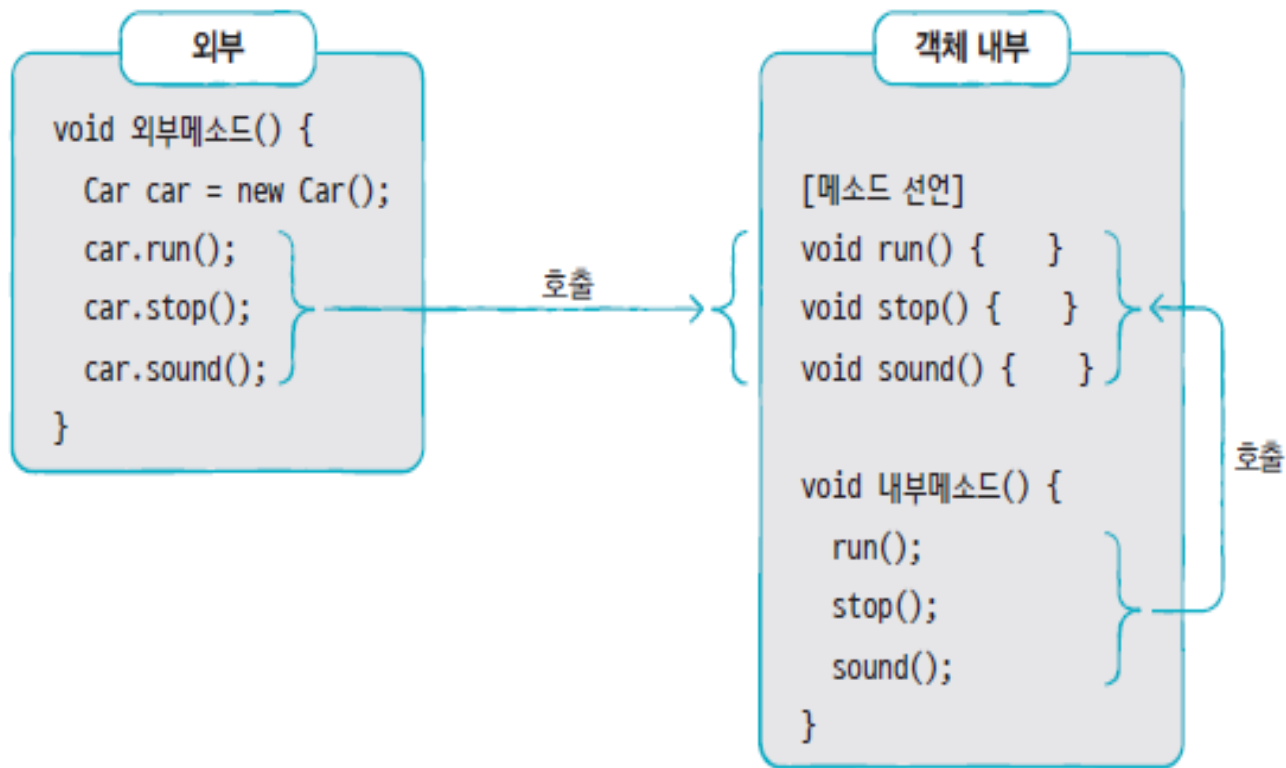 외부
void 외부메소드() {
Car car = new Car();
car.run();
car.stop();
car.sound();
}
호출
객체 내부
[메소드 선언]
void run() { }
void stop() { }
void sound() { }
void 내부메소드() {
run();
stop();
sound();
}
호출